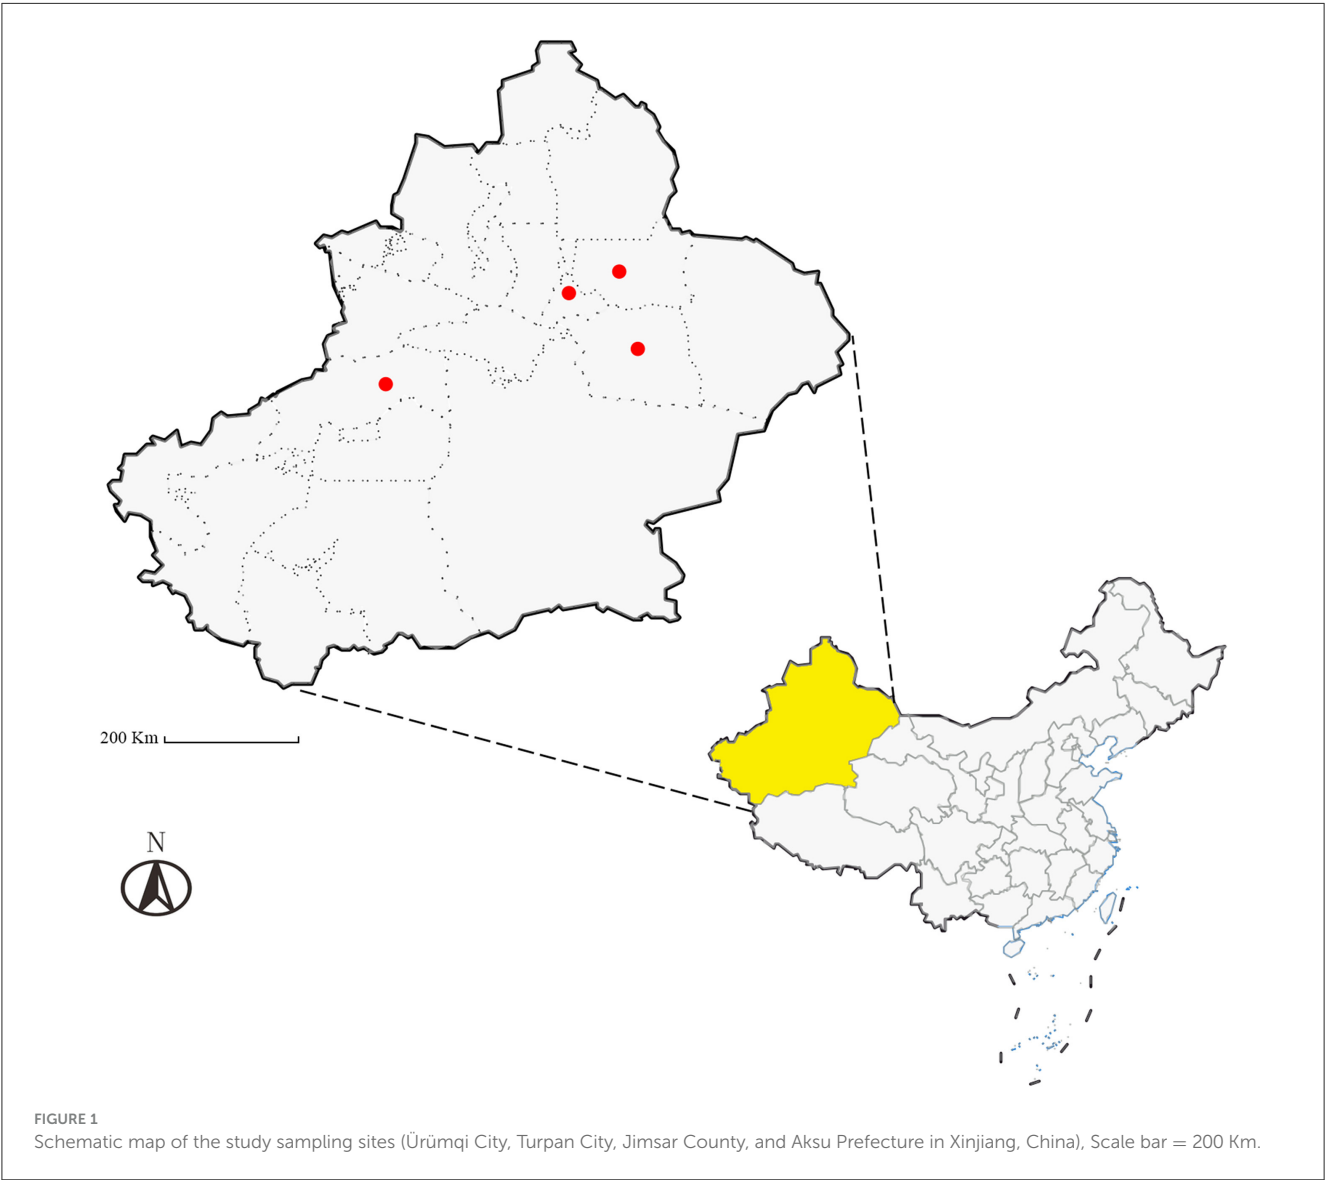 200 Km
N
FIGURE 1
Schematic map of the study sampling sites (Ürümqi City, Turpan City, Jimsar County, and Aksu Prefecture in Xinjiang, China), Scale bar = 200 Km.